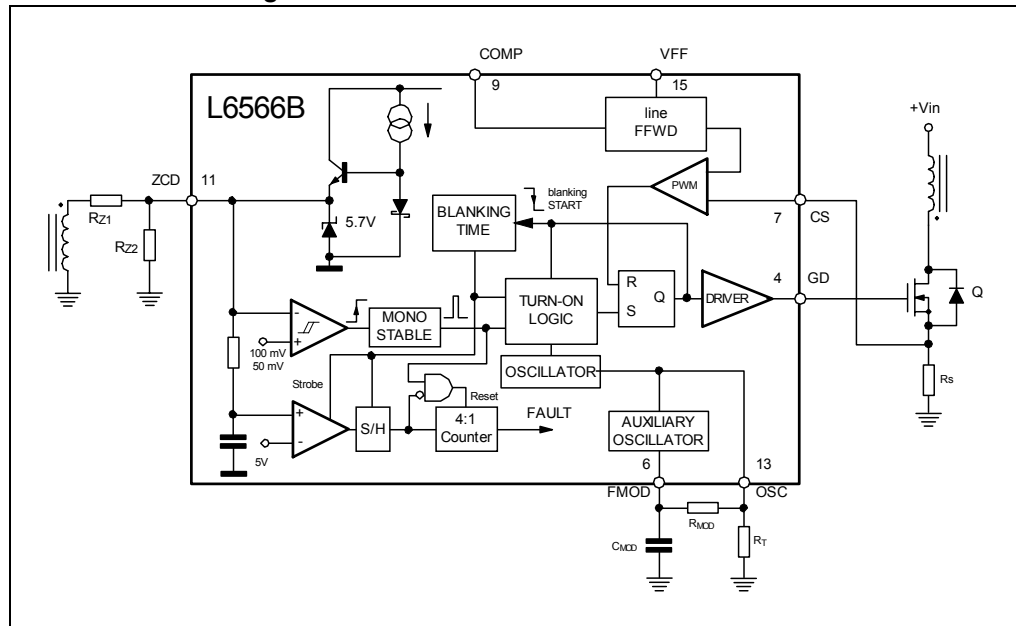 COMP
VFF
9
15
L6566B
line
FFWD
+Vin
ZCD
11
PWM
RZ1
blanking
START
BLANKING
TIME
5.7V
7
CS
RZ2
4
GD
R
Q
S
DRIVER
Q
TURN-ON
LOGIC
MONO
STABLE
100 mV
50 mV
OSCILLATOR
Rs
Strobe
Reset
FAULT
S/H
4:1
Counter
AUXILIARY
OSCILLATOR
5V
6
13
FMOD
OSC
RMOD
CMOD
RT